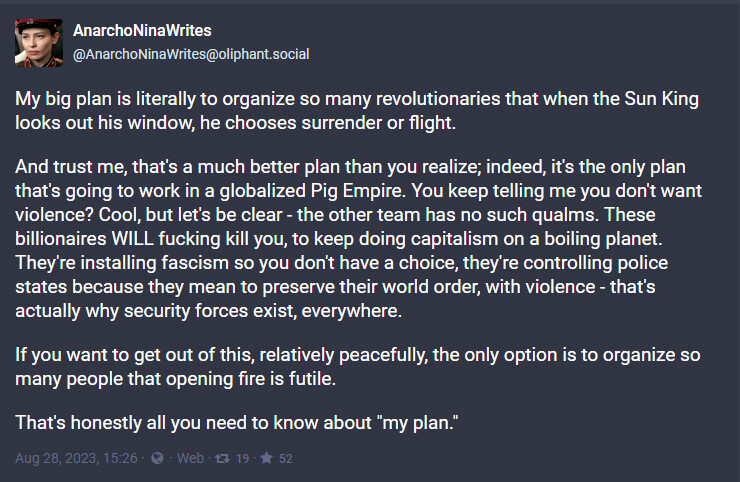 AnarchoNinaWrites
@AnarchoNinaWrites@oliphant.social
My big plan is literally to organize so many revolutionaries that when the Sun King
looks out his window, he chooses surrender or flight.
And trust me, that's a much better plan than you realize; indeed, it's the only plan
that's going to work in a globalized Pig Empire. You keep telling me you don't want
violence? Cool, but let's be clear - the other team has no such qualms. These
billionaires WILL fucking kill you, to keep doing capitalism on a boiling planet.
They're installing fascism so you don't have a choice, they're controlling police
states because they mean to preserve their world order, with violence - that's
actually why security forces exist, everywhere.
If you want to get out of this, relatively peacefully, the only option is to organize so
many people that opening fire is futile.
That's honestly all you need to know about "my plan."
Aug 28, 2023, 15:26 · Web · 19 · 52